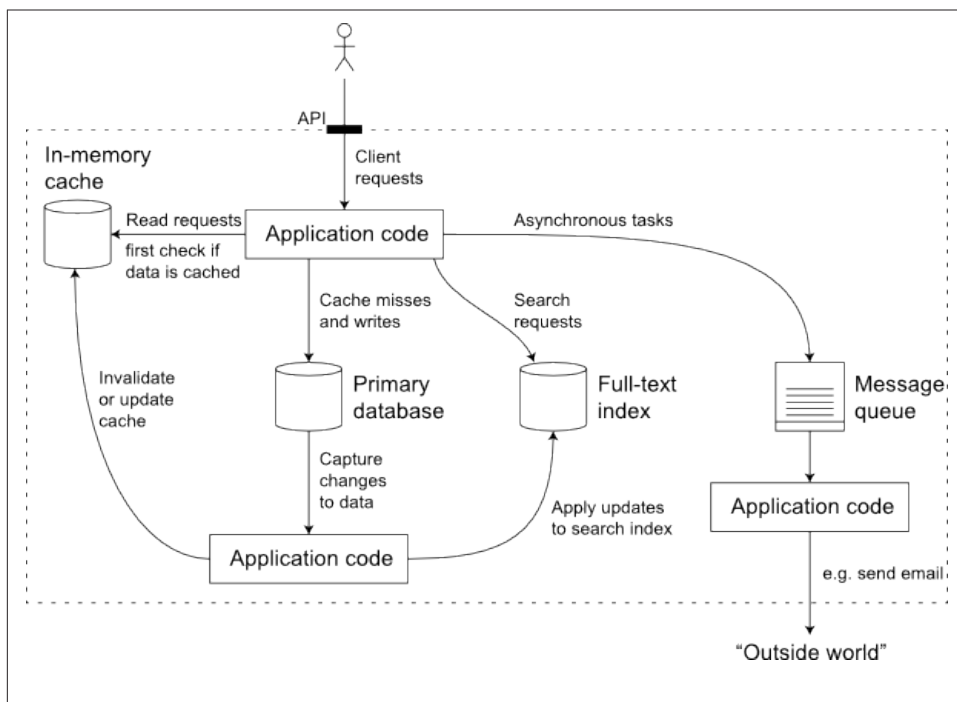 API
Client
requests
In-memory
cache
Read requests
first check if
data is cached
Application code
Asynchronous tasks
Cache misses
and writes
Search
requests
Invalidate
or update
cache
Primary
database
Full-text
index
Message
queue
Capture
changes
to data
Apply updates
to search index
Application code
Application code
e.g. send email
“Outside world”